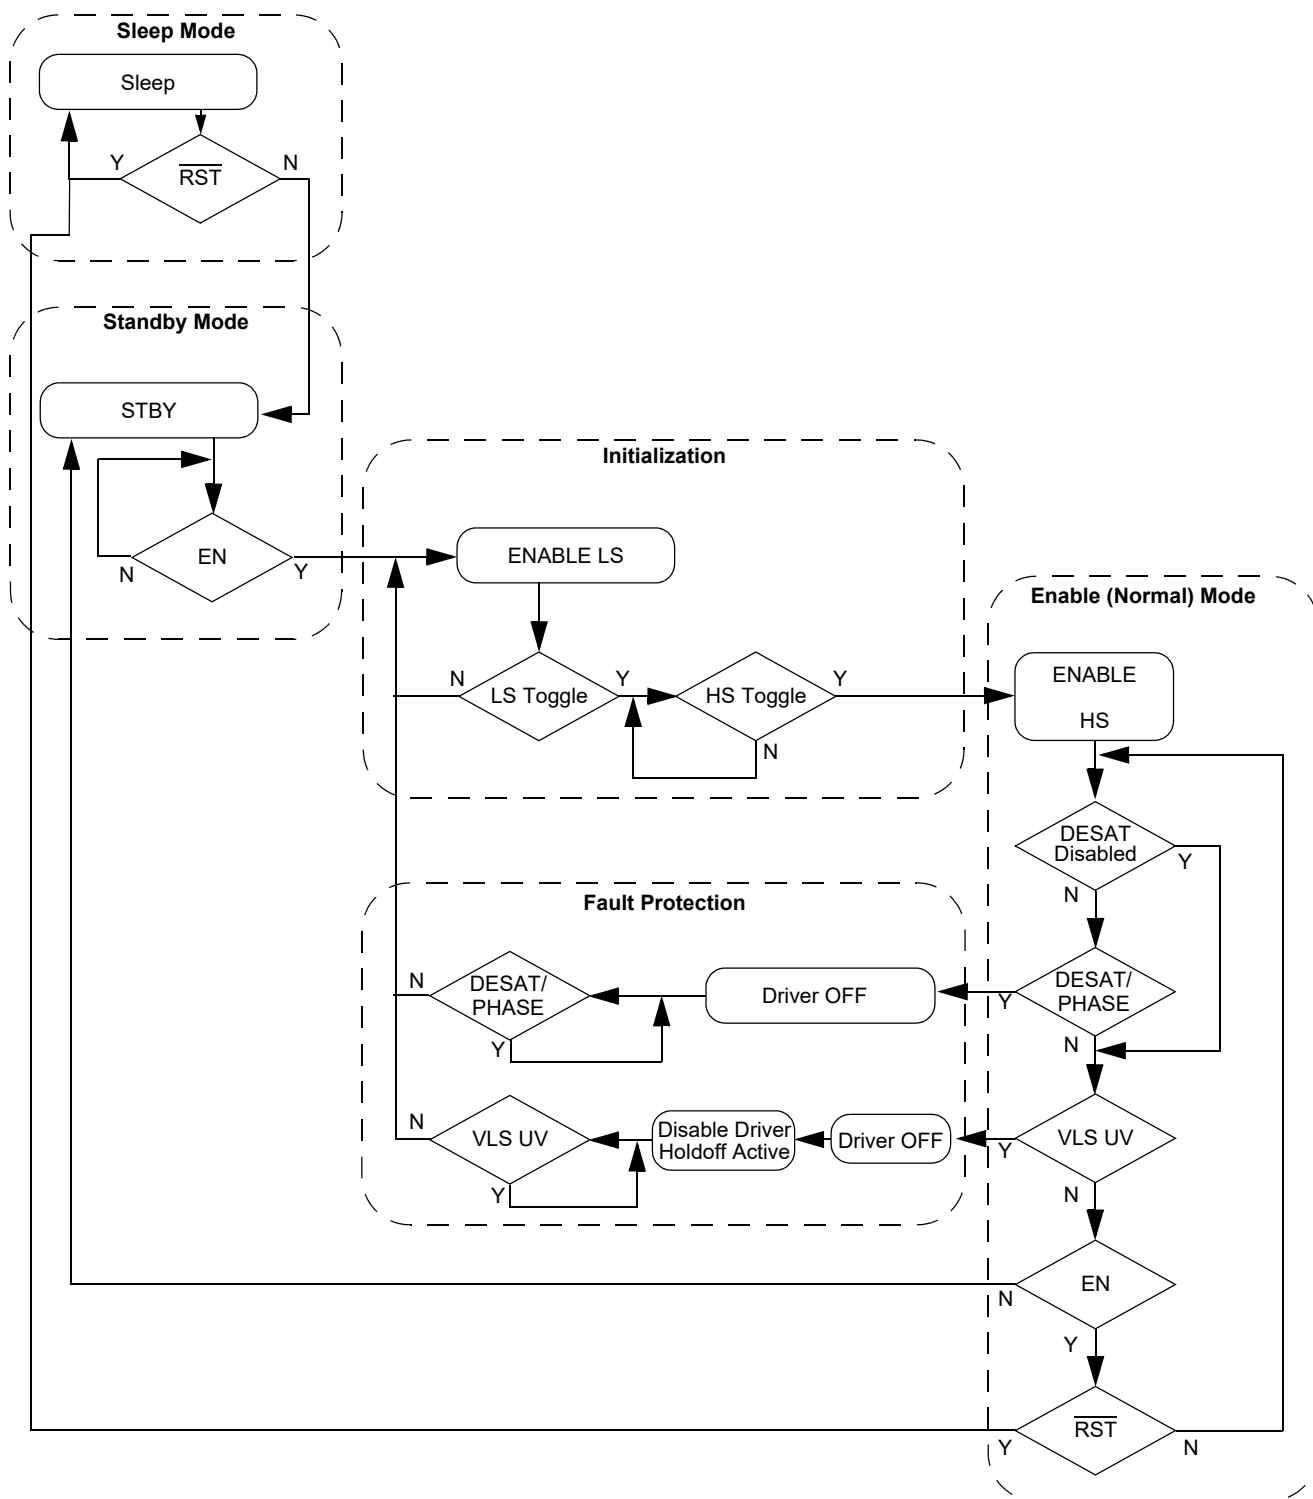 Sleep Mode
Sleep
Y
RST
N
Standby Mode
STBY
EN
N
Y
Initialization
ENABLE LS
N
LS Toggle
Y
HS Toggle
Y
N
Enable (Normal) Mode
ENABLE
HS
DESAT
Disabled
Y
N
DESAT/
PHASE
Y
N
Fault Protection
N
DESAT/
PHASE
Y
Driver OFF
N
VLS UV
Y
Disable Driver
Holdoff Active
Driver OFF
Y
VLS UV
N
EN
N
Y
RST
Y
N